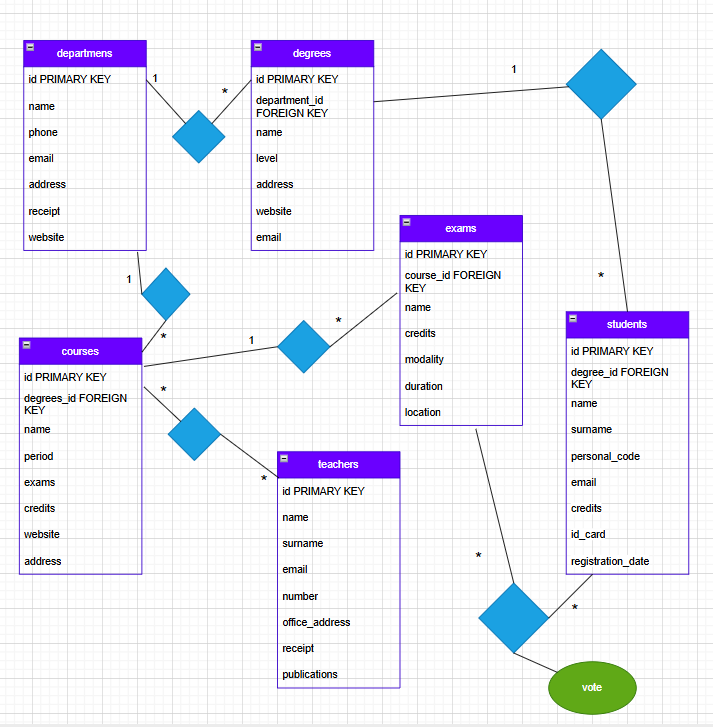 departmens
id PRIMARY KEY
name
phone
email
address
receipt
website
1
*
degrees
id PRIMARY KEY
department_id
FOREIGN KEY
name
level
address
website
email
1
*
exams
id PRIMARY KEY
course_id FOREIGN
KEY
name
credits
modality
duration
location
students
id PRIMARY KEY
degree_id FOREIGN
KEY
name
surname
personal_code
email
credits
id_card
registration_date
1
*
courses
id PRIMARY KEY
degrees_id FOREIGN
KEY
name
period
exams
credits
website
address
1
*
*
*
teachers
id PRIMARY KEY
name
surname
email
number
office_address
receipt
publications
*
*
vote